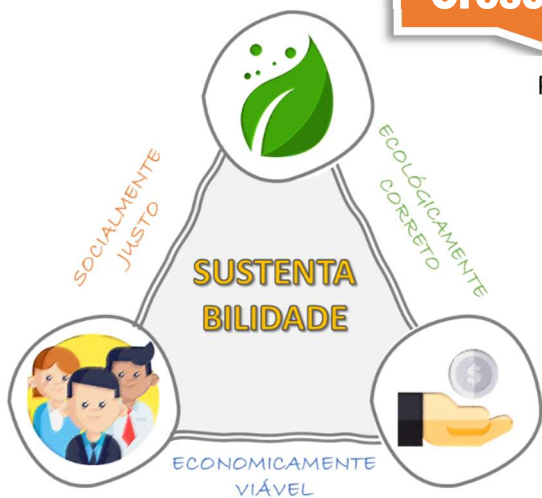 SOCIALMENTE
JUSTO
ECOLÓGICAMENTE
CORRETO
SUSTENTA
BILIDADE
ECONOMICAMENTE
VIÁVEL